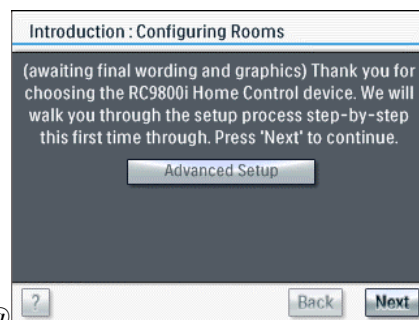 Introduction : Configuring Rooms
(awaiting final wording and graphics) Thank you for
choosing the RC9800i Home Control device. We will
walk you through the setup process step-by-step
this first time through. Press 'Next' to continue.
Advanced Setup
? Back Next